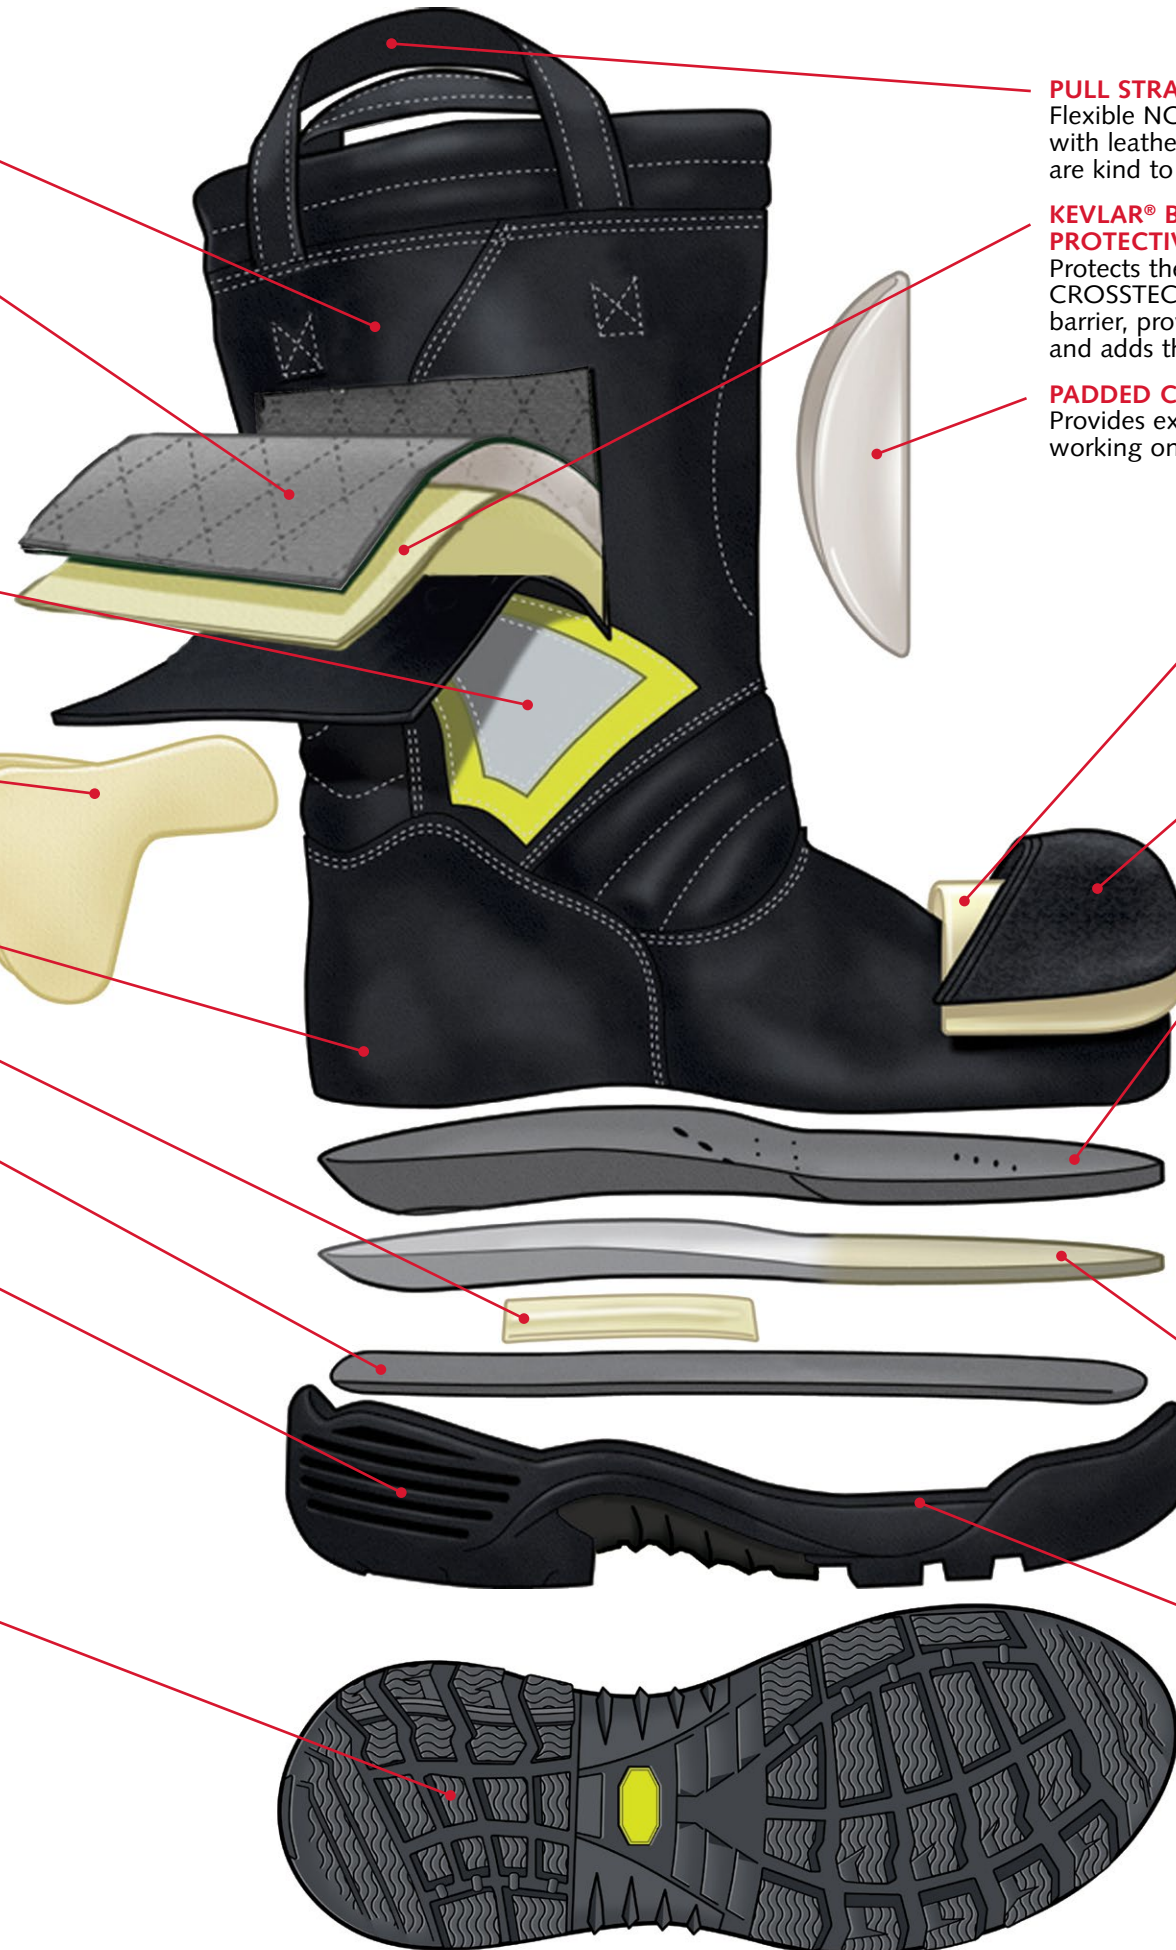 PULL STRA
Flexible NO
with leathe
are kind to
KEVLAR® B
PROTECTIV
Protects the
CROSSTEC
barrier, pro
and adds th
PADDED C
Provides ex
working on